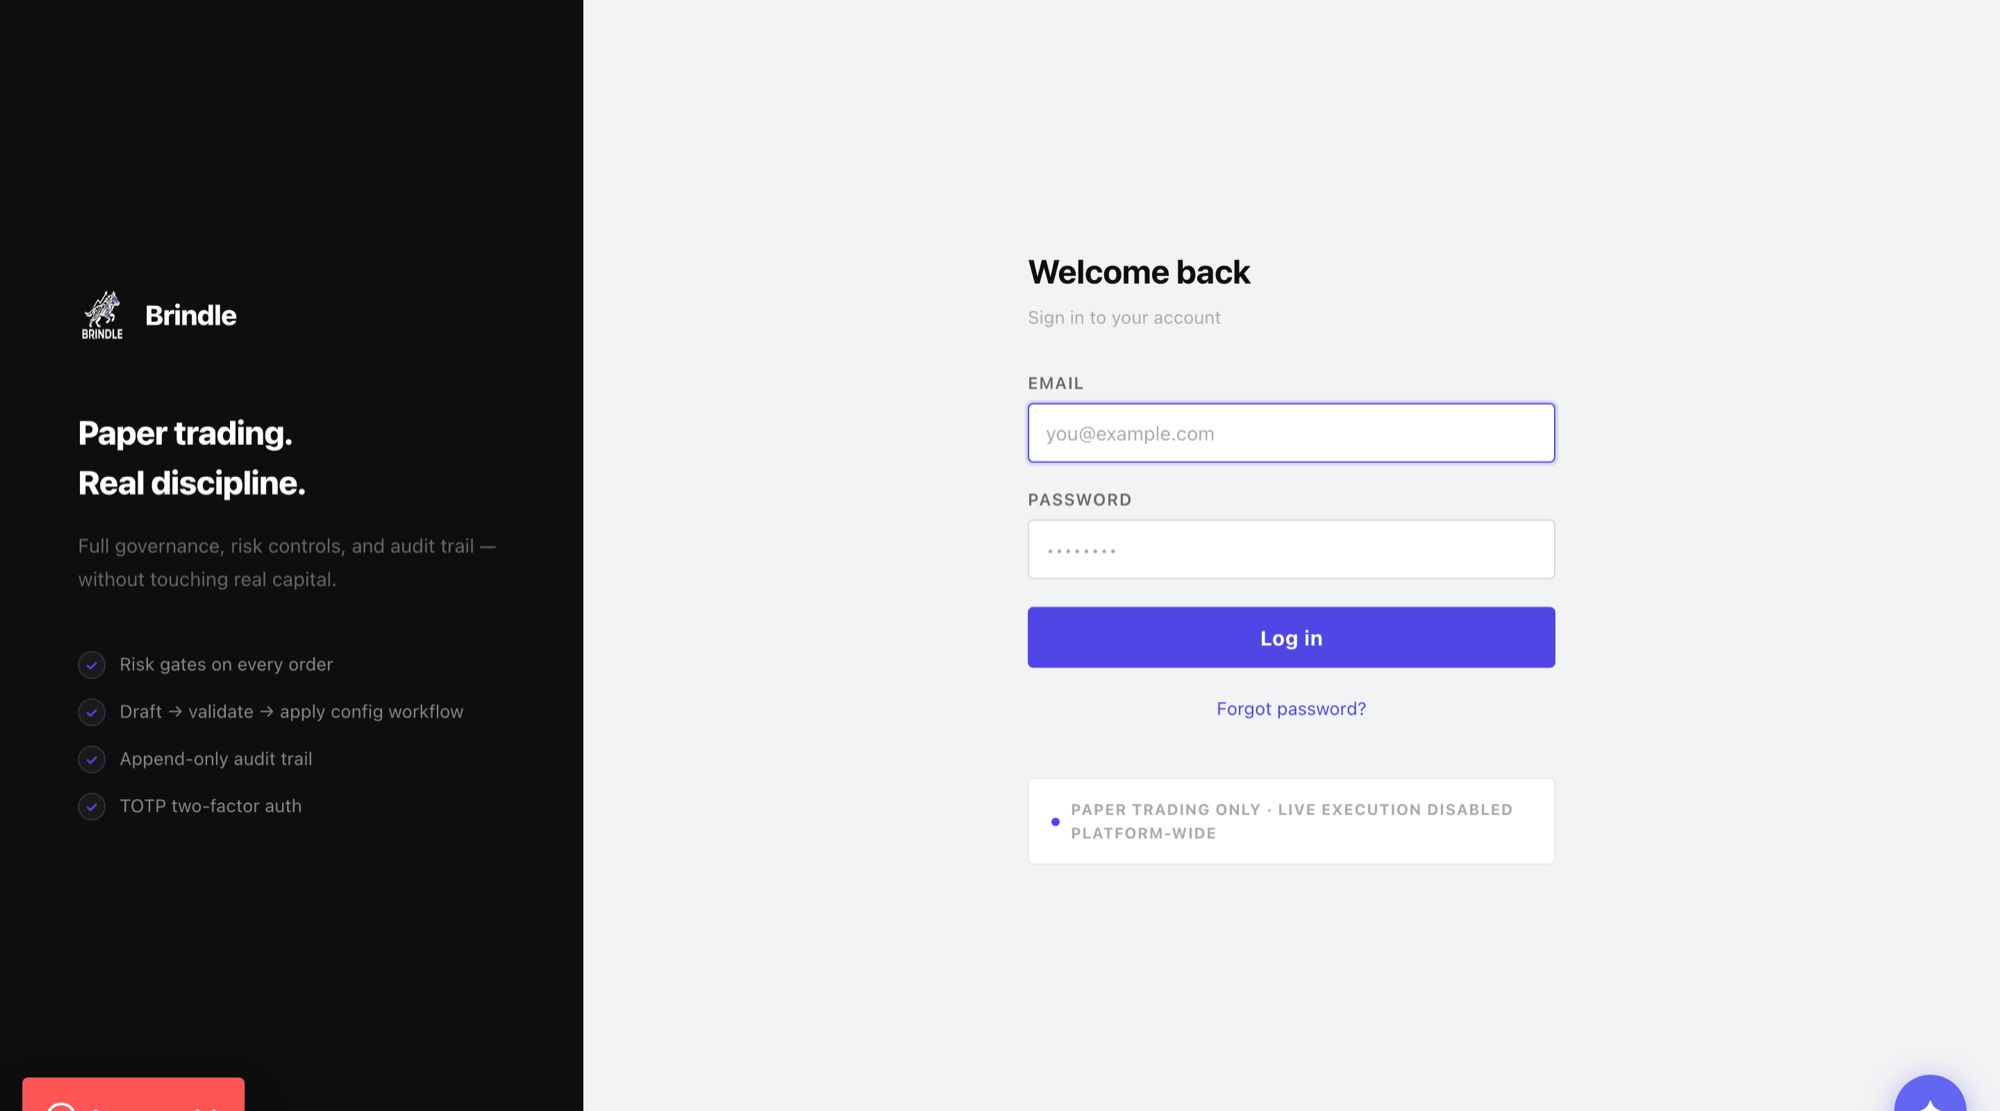 BRINDLE
Brindle
Paper trading.
Real discipline.
Full governance, risk controls, and audit trail —
without touching real capital.
Risk gates on every order
Draft → validate → apply config workflow
Append-only audit trail
TOTP two-factor auth
Welcome back
Sign in to your account
EMAIL
you@example.com
PASSWORD
Log in
Forgot password?
PAPER TRADING ONLY · LIVE EXECUTION DISABLED
PLATFORM-WIDE